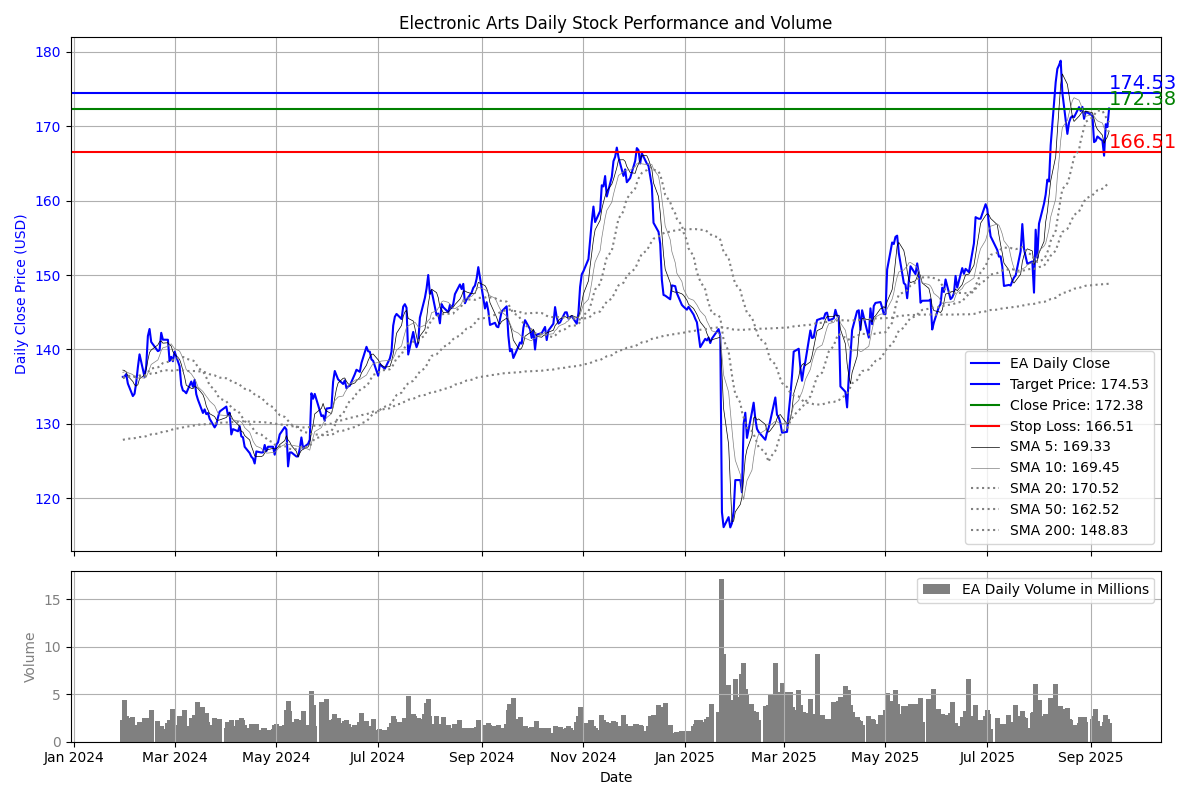 Electronic Arts Daily Stock Performance and Volume
Daily Close Price (USD)
180
170
160
150
140
130
120
174.53
172.38
166.51
EA Daily Close
Target Price: 174.53
Close Price: 172.38
Stop Loss: 166.51
SMA 5: 169.33
SMA 10: 169.45
SMA 20: 170.52
SMA 50: 162.52
SMA 200: 148.83
Volume
15
10
5
0
EA Daily Volume in Millions
Jan 2024 Mar 2024 May 2024 Jul 2024 Sep 2024 Nov 2024 Jan 2025 Mar 2025 May 2025 Jul 2025 Sep 2025
Date